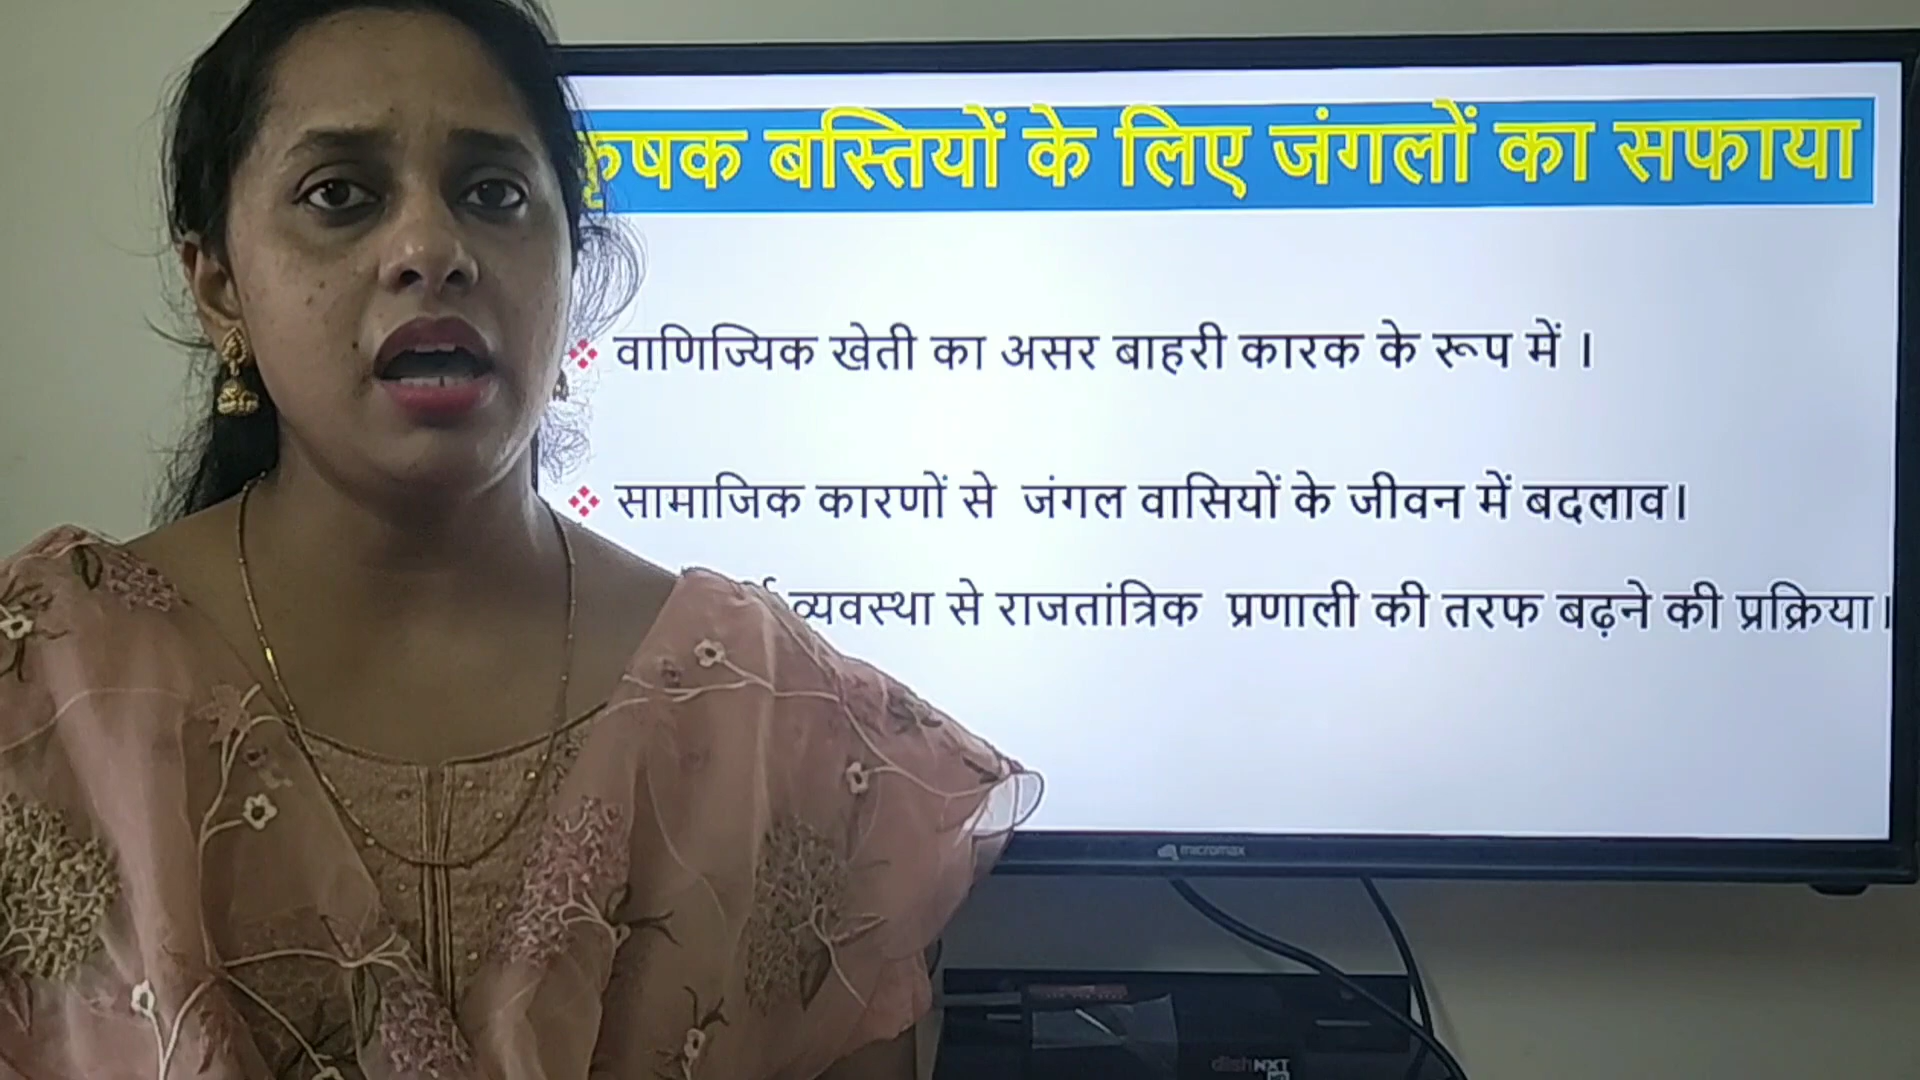 कृषक बस्तियों के लिए जंगलों का सफाया
❖ वाणिज्यिक खेती का असर बाहरी कारक के रूप में ।
❖ सामाजिक कारणों से जंगल वासियों के जीवन में बदलाव।
व्यवस्था से राजतांत्रिक प्रणाली की तरफ बढ़ने की प्रक्रिया।
micromax
dishNXT
HD